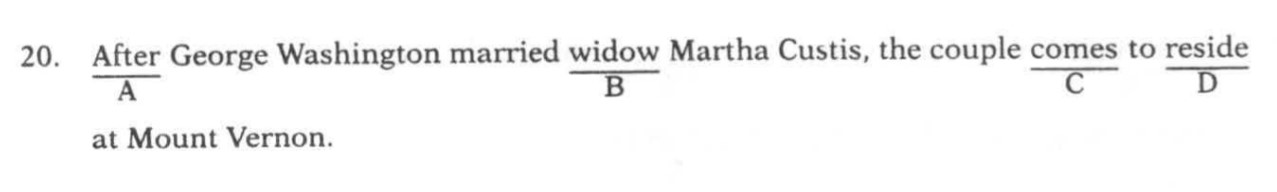 20. After George Washington married widow Martha Custis, the couple comes to reside
A B C D
at Mount Vernon.